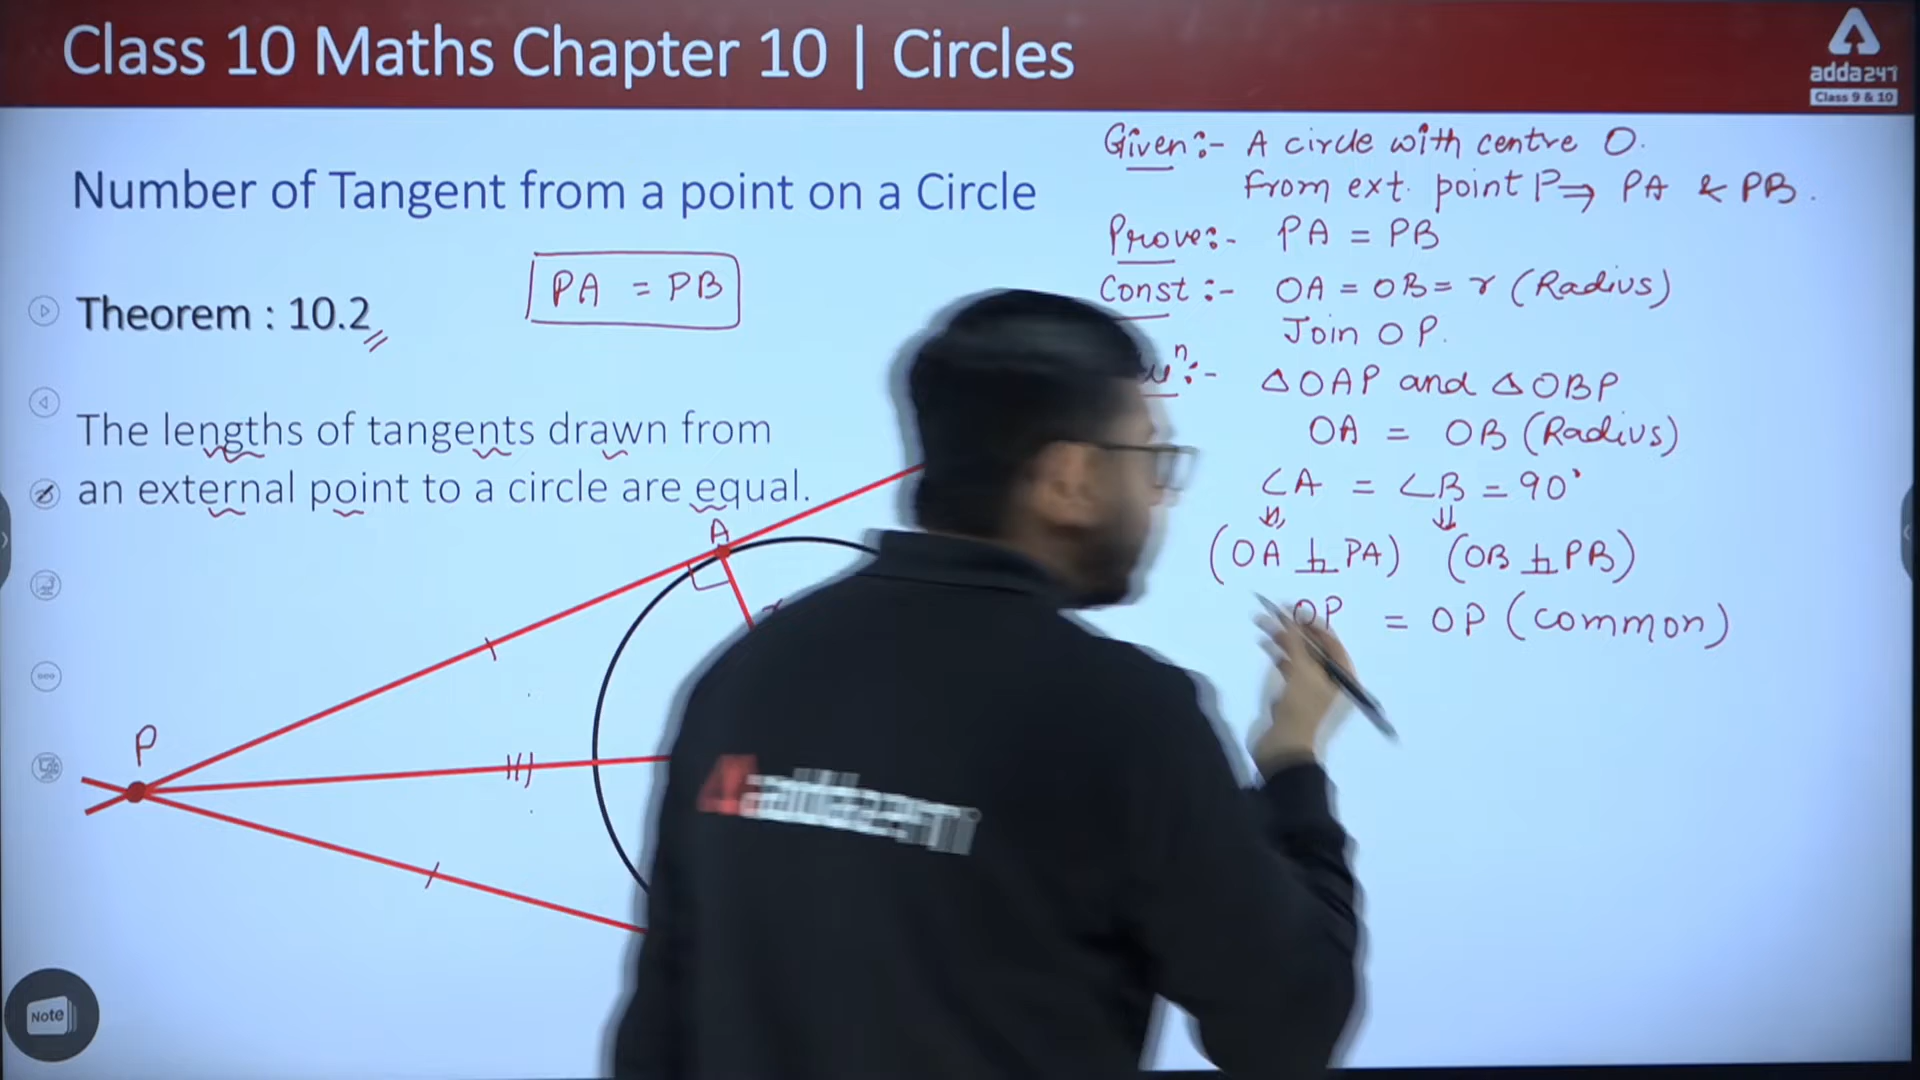 Class 10 Maths Chapter 10 | Circles
adda247
Class 9 & 10
Number of Tangent from a point on a Circle
Theorem : 10.2
PA = PB
The lengths of tangents drawn from
an external point to a circle are equal.
A
P
Given:- A circle with centre O.
From ext. point P ⇒ PA & PB.
Prove:- PA = PB
Const :- OA = OB = r (Radius)
Join OP.
n:- △OAP and △OBP
OA = OB (Radius)
∠A = ∠B = 90°
⇓ ⇓
(OA ⊥ PA) (OB ⊥ PB)
OP = OP (common)
Note